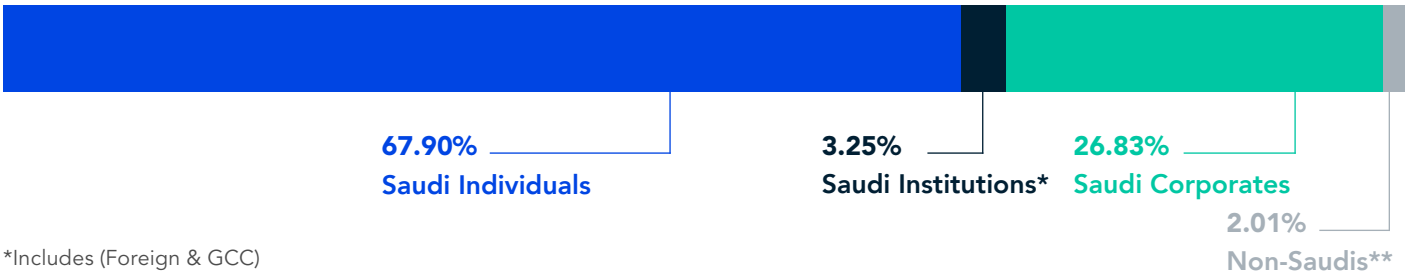 67.90%
Saudi Individuals
3.25%
Saudi Institutions*
26.83%
Saudi Corporates
2.01%
Non-Saudis**
*Includes (Foreign & GCC)